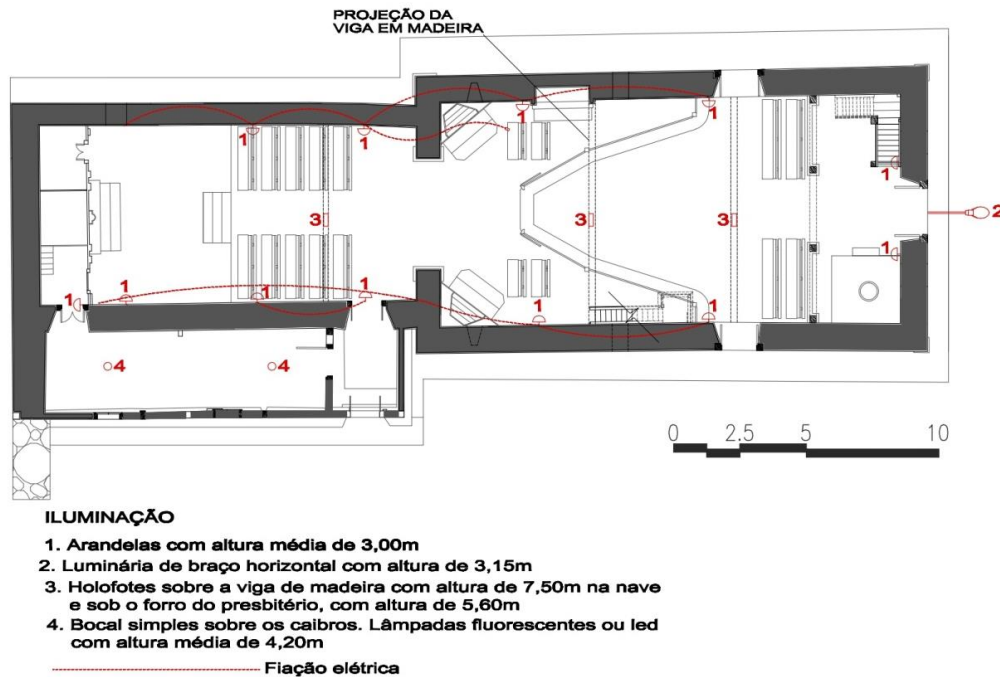 PROJEÇÃO DA
VIGA EM MADEIRA
1
1
1
1
1
2
3
3
3
1
1
1
1
1
1
1
4
4
0 2.5 5 10
ILUMINAÇÃO
1. Arandelas com altura média de 3,00m
2. Luminária de braço horizontal com altura de 3,15m
3. Holofotes sobre a viga de madeira com altura de 7,50m na nave
e sob o forro do presbitério, com altura de 5,60m
4. Bocal simples sobre os caibros. Lâmpadas fluorescentes ou led
com altura média de 4,20m
Fiação elétrica